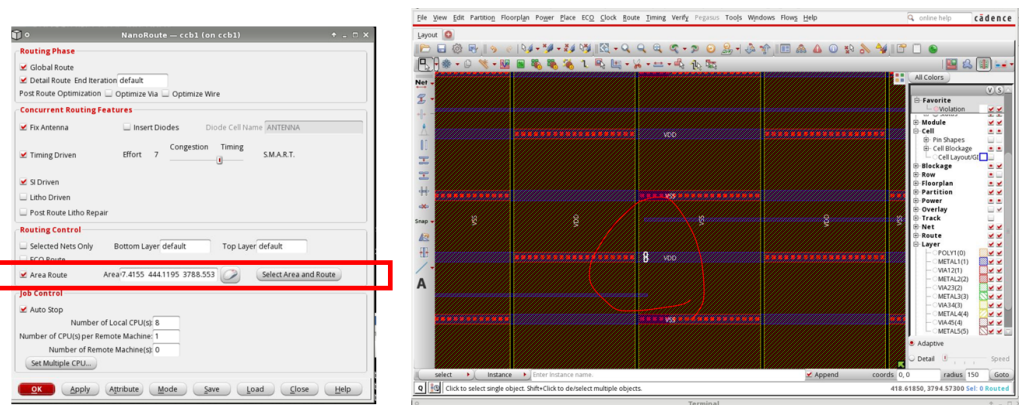 NanoRoute — ccb1 (on ccb1)
Routing Phase
Global Route
Detail Route End Iteration default
Post Route Optimization Optimize Via Optimize Wire
Concurrent Routing Features
Fix Antenna Insert Diodes Diode Cell Name ANTENNA
Congestion Timing
Timing Driven Effort 7 S.M.A.R.T.
SI Driven
Litho Driven
Post Route Litho Repair
Routing Control
Selected Nets Only Bottom Layer default Top Layer default
ECO Route
Area Route Area 7.4155 444.1195 3788.553 Select Area and Route
Job Control
Auto Stop
Number of Local CPU(s): 8
Number of CPU(s) per Remote Machine: 1
Number of Remote Machine(s): 0
Set Multiple CPU...
OK Apply Attribute Mode Save Load Close Help
File View Edit Partition Floorplan Power Place ECO Clock Route Timing Verify Pegasus Tools Windows Flows Help
online help cādence
Layout
Net
Snap
A
VDD
VSS
VSS VDD VSS VDD VSS
8 VDD
VSS
All Colors
V S
Favorite
Violation
Module
Cell
Pin Shapes
Cell Blockage
Cell Layout/GI
Blockage
Row
Floorplan
Partition
Power
Overlay
Track
Net
Route
Layer
POLY1(0)
METAL1(1)
VIA12(1)
METAL2(2)
VIA23(2)
METAL3(3)
VIA34(3)
METAL4(4)
VIA45(4)
METAL5(5)
Adaptive
Detail Speed
select Instance Enter Instance name. Append coords 0, 0 radius 150 Goto
Q Click to select single object. Shift+Click to de/select multiple objects. 418.61850, 3794.57300 Sel: 0 Routed
Terminal